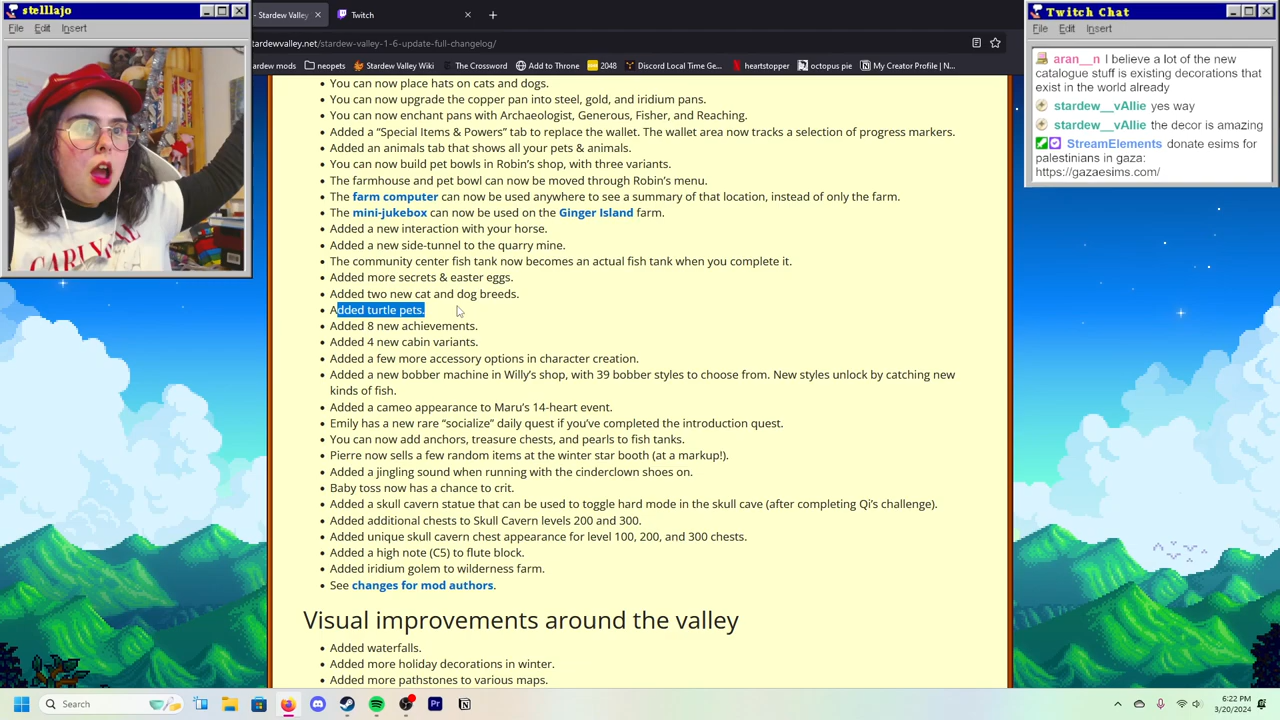 stelllajo
File Edit Insert
- Stardew Valley
Twitch
tardewvalley.net/stardew-valley-1-6-update-full-changelog/
ardew mods
neopets
Stardew Valley Wiki
The Crossword
Add to Throne
2048
Discord Local Time Ge...
heartstopper
octopus pie
My Creator Profile | N...
You can now place hats on cats and dogs.
You can now upgrade the copper pan into steel, gold, and iridium pans.
You can now enchant pans with Archaeologist, Generous, Fisher, and Reaching.
Added a “Special Items & Powers” tab to replace the wallet. The wallet area now tracks a selection of progress markers.
Added an animals tab that shows all your pets & animals.
You can now build pet bowls in Robin’s shop, with three variants.
The farmhouse and pet bowl can now be moved through Robin’s menu.
The farm computer can now be used anywhere to see a summary of that location, instead of only the farm.
The mini-jukebox can now be used on the Ginger Island farm.
Added a new interaction with your horse.
Added a new side-tunnel to the quarry mine.
The community center fish tank now becomes an actual fish tank when you complete it.
Added more secrets & easter eggs.
Added two new cat and dog breeds.
Added turtle pets.
Added 8 new achievements.
Added 4 new cabin variants.
Added a few more accessory options in character creation.
Added a new bobber machine in Willy’s shop, with 39 bobber styles to choose from. New styles unlock by catching new
kinds of fish.
Added a cameo appearance to Maru’s 14-heart event.
Emily has a new rare “socialize” daily quest if you’ve completed the introduction quest.
You can now add anchors, treasure chests, and pearls to fish tanks.
Pierre now sells a few random items at the winter star booth (at a markup!).
Added a jingling sound when running with the cinderclown shoes on.
Baby toss now has a chance to crit.
Added a skull cavern statue that can be used to toggle hard mode in the skull cave (after completing Qi’s challenge).
Added additional chests to Skull Cavern levels 200 and 300.
Added unique skull cavern chest appearance for level 100, 200, and 300 chests.
Added a high note (C5) to flute block.
Added iridium golem to wilderness farm.
See changes for mod authors.
Visual improvements around the valley
Added waterfalls.
Added more holiday decorations in winter.
Added more pathstones to various maps.
Twitch Chat
File Edit Insert
aran__n I believe a lot of the new
catalogue stuff is existing decorations that
exist in the world already
stardew__vAllie yes way
stardew__vAllie the decor is amazing
StreamElements donate esims for
palestinians in gaza:
https://gazaesims.com/
Search
6:22 PM
3/20/2024